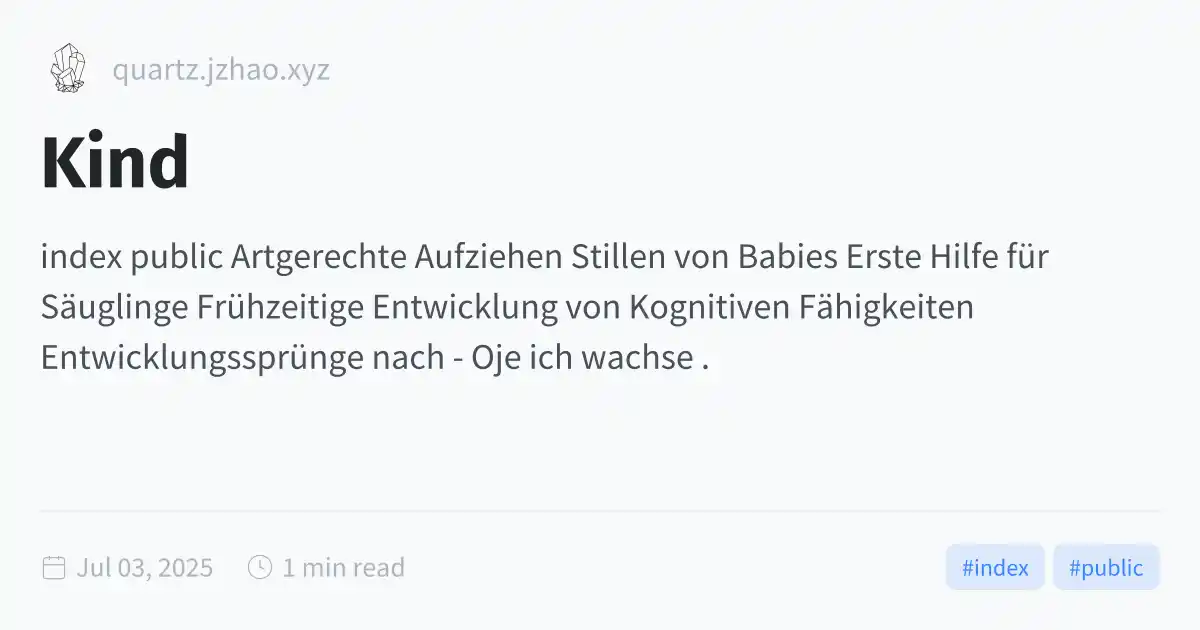 quartz.jzhao.xyz
Kind
index public Artgerechte Aufziehen Stillen von Babies Erste Hilfe für
Säuglinge Frühzeitige Entwicklung von Kognitiven Fähigkeiten
Entwicklungssprünge nach - Oje ich wachse .
Jul 03, 2025 1 min read #index #public